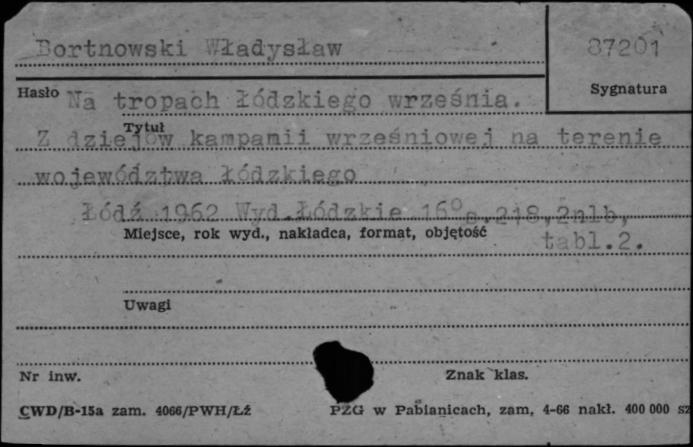 Bortnowski Władysław
87201
Hasło
Sygnatura
Na tropach Łódzkiego września.
Tytuł
Z dziejów kampanii wrześniowej na terenie
województwa Łódzkiego
Łódź 1962 Wyd.Łódzkie 16° s.218,2nlb,
Miejsce, rok wyd., nakładca, format, objętość
tabl.2.
Uwagi
Nr inw.
Znak klas.
CWD/B-15a zam. 4066/PWH/Łź
PZG w Pabianicach, zam. 4-66 nakł. 400 000 sz